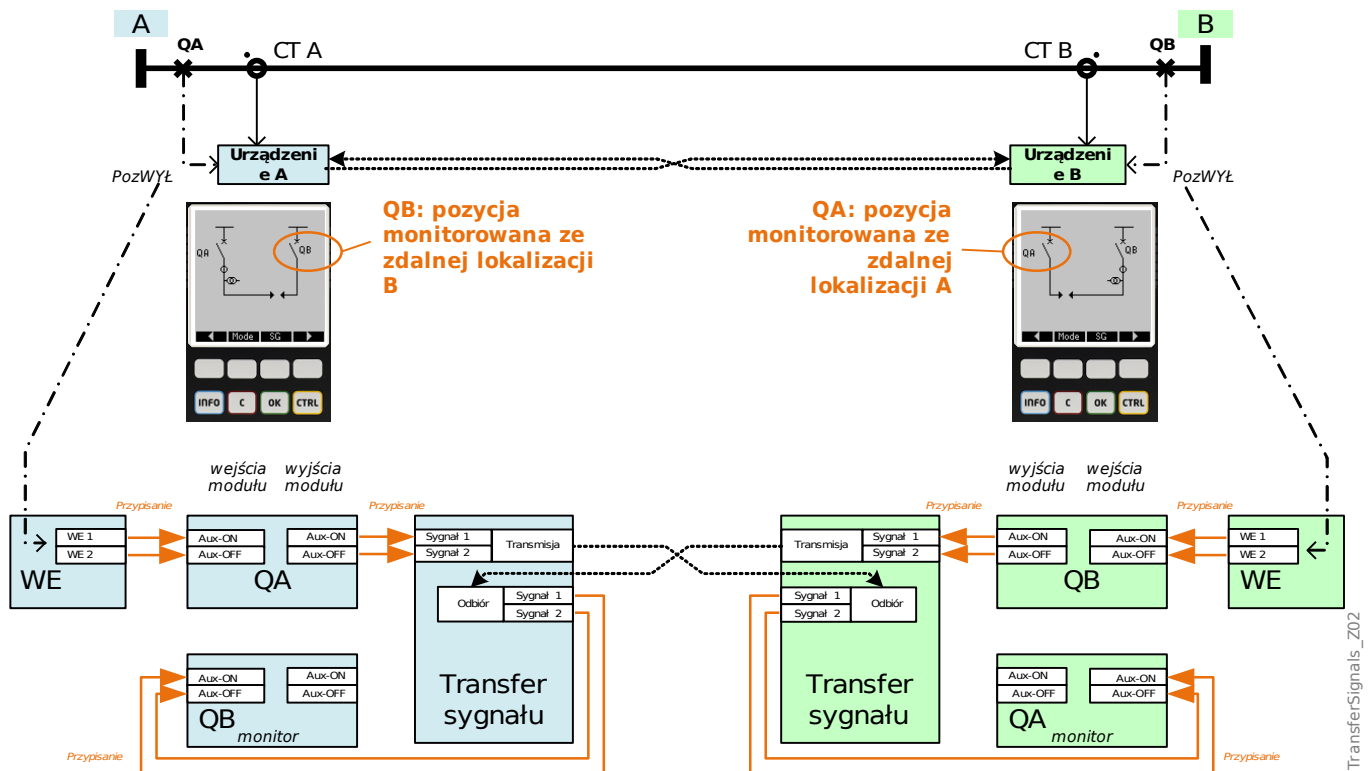 A
B
QA
CT A
CT B
QB
Urządzeni
e A
Urządzeni
e B
PozWYŁ
PozWYŁ
QB: pozycja
monitorowana ze
zdalnej lokalizacji
B
QA: pozycja
monitorowana ze
zdalnej
lokalizacji A
QA
QB
Mode
SG
INFO
C
OK
CTRL
QA
QB
Mode
SG
INFO
C
OK
CTRL
wejścia
modułu
wyjścia
modułu
wyjścia
modułu
wejścia
modułu
Przypisanie
Przypisanie
Przypisanie
Przypisanie
WE 1
WE 2
WE
Aux-ON
Aux-OFF
Aux-ON
Aux-OFF
QA
Sygnał 1
Sygnał 2
Transmisja
Odbiór
Sygnał 1
Sygnał 2
Transfer
sygnału
Transmisja
Sygnał 1
Sygnał 2
Sygnał 1
Sygnał 2
Odbiór
Transfer
sygnału
Aux-ON
Aux-OFF
Aux-ON
Aux-OFF
QB
WE 1
WE 2
WE
Aux-ON
Aux-OFF
Aux-ON
Aux-OFF
QB
monitor
Aux-ON
Aux-OFF
Aux-ON
Aux-OFF
QA
monitor
Przypisanie
Przypisanie
TransferSignals_Z02